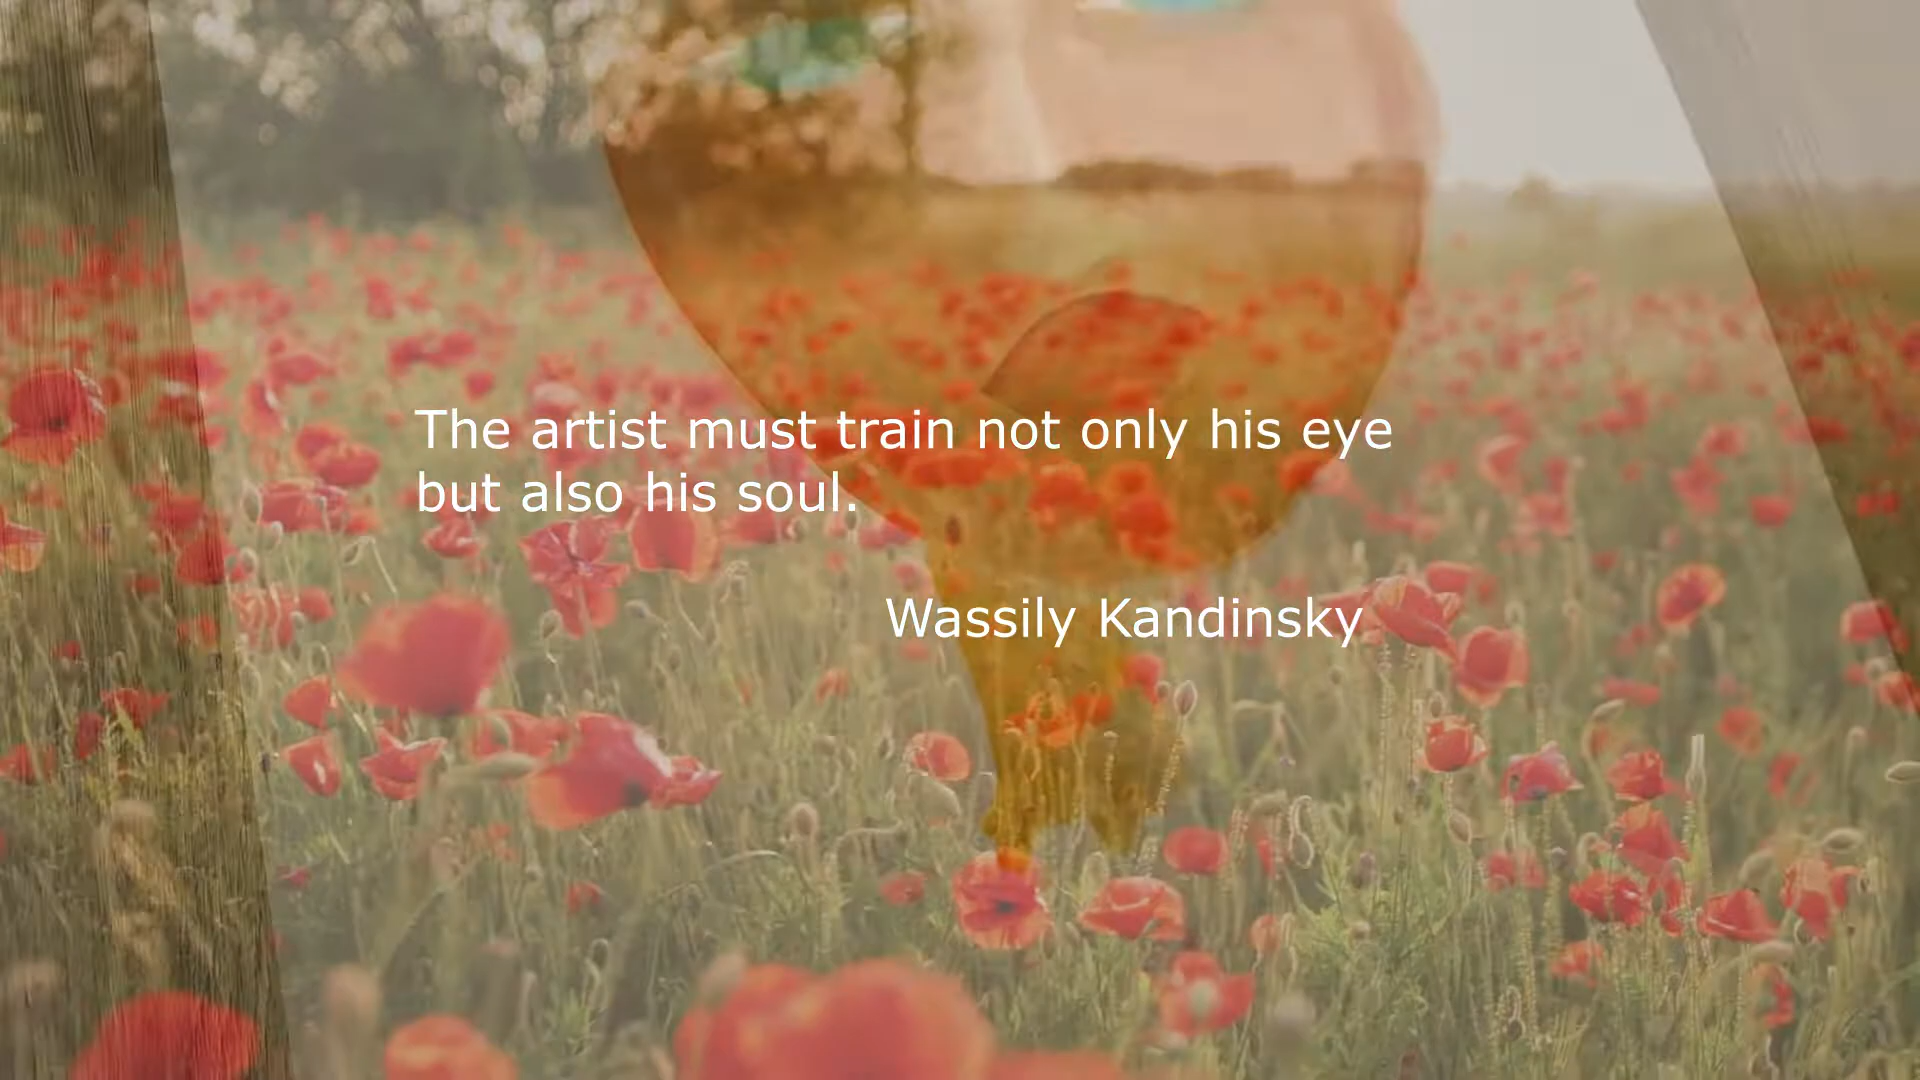 The artist must train not only his eye
but also his soul.
Wassily Kandinsky